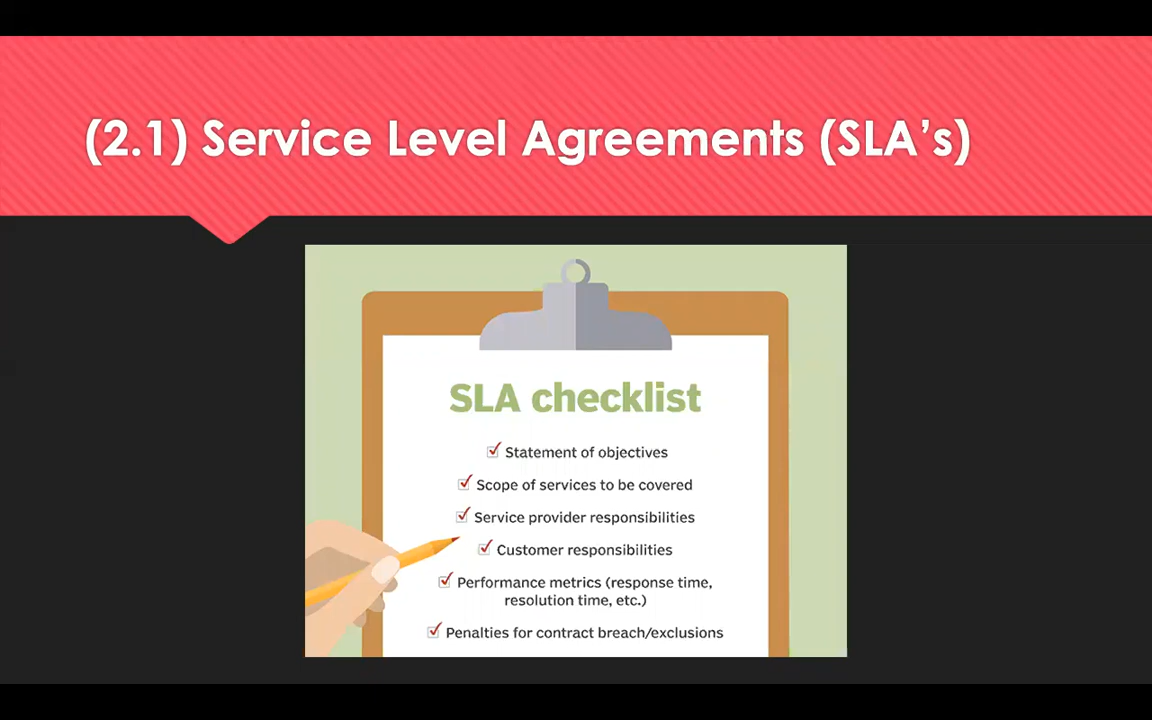 (2.1) Service Level Agreements (SLA’s)
SLA checklist
Statement of objectives
Scope of services to be covered
Service provider responsibilities
Customer responsibilities
Performance metrics (response time,
resolution time, etc.)
Penalties for contract breach/exclusions